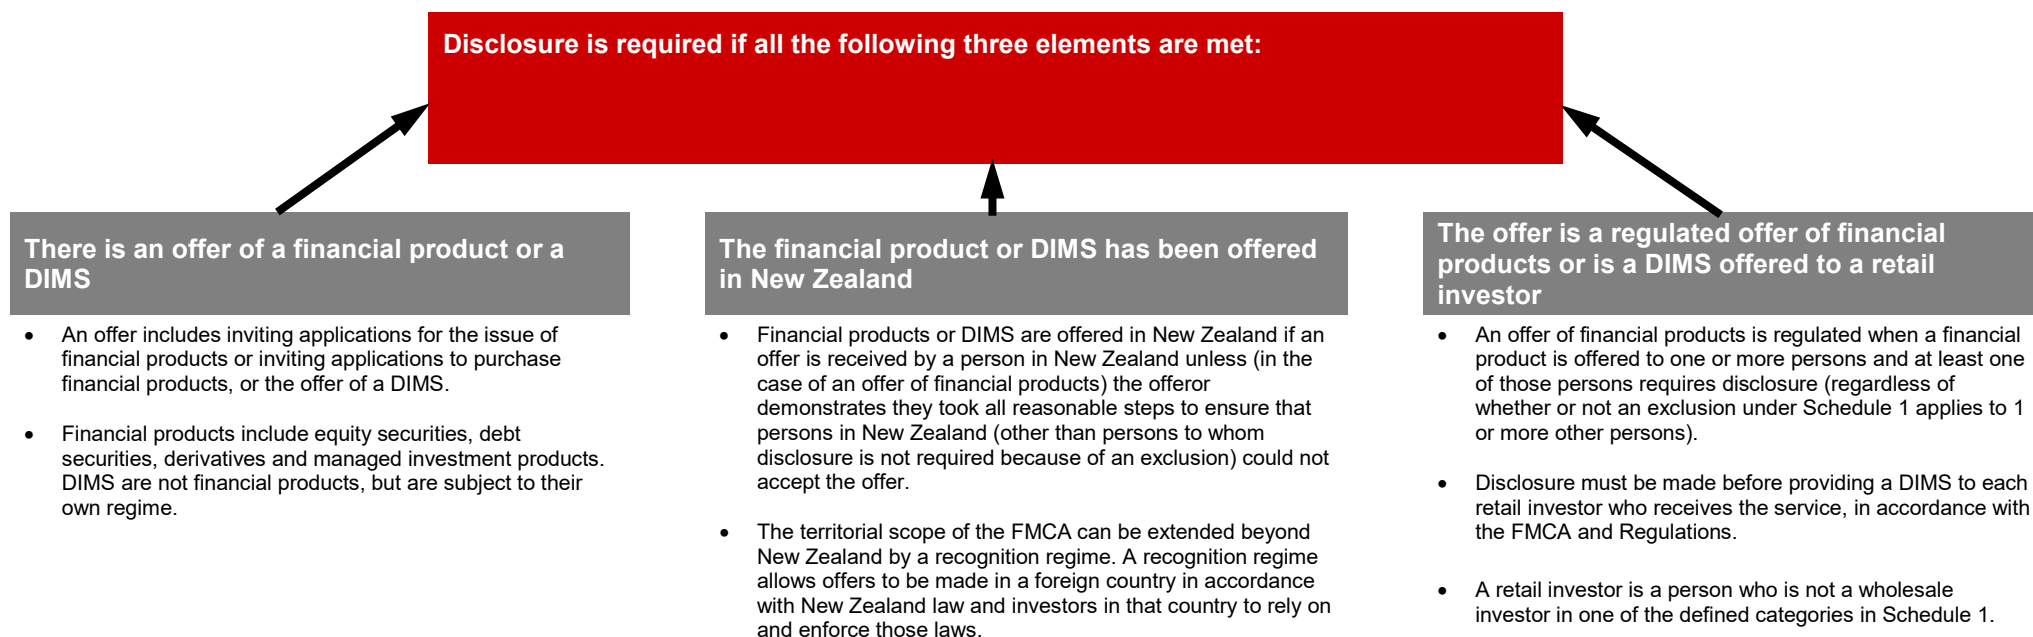 Disclosure is required if all the following three elements are met:
There is an offer of a financial product or a
DIMS
• An offer includes inviting applications for the issue of
financial products or inviting applications to purchase
financial products, or the offer of a DIMS.
• Financial products include equity securities, debt
securities, derivatives and managed investment products.
DIMS are not financial products, but are subject to their
own regime.
The financial product or DIMS has been offered
in New Zealand
• Financial products or DIMS are offered in New Zealand if an
offer is received by a person in New Zealand unless (in the
case of an offer of financial products) the offeror
demonstrates they took all reasonable steps to ensure that
persons in New Zealand (other than persons to whom
disclosure is not required because of an exclusion) could not
accept the offer.
• The territorial scope of the FMCA can be extended beyond
New Zealand by a recognition regime. A recognition regime
allows offers to be made in a foreign country in accordance
with New Zealand law and investors in that country to rely on
and enforce those laws.
The offer is a regulated offer of financial
products or is a DIMS offered to a retail
investor
• An offer of financial products is regulated when a financial
product is offered to one or more persons and at least one
of those persons requires disclosure (regardless of
whether or not an exclusion under Schedule 1 applies to 1
or more other persons).
• Disclosure must be made before providing a DIMS to each
retail investor who receives the service, in accordance with
the FMCA and Regulations.
• A retail investor is a person who is not a wholesale
investor in one of the defined categories in Schedule 1.